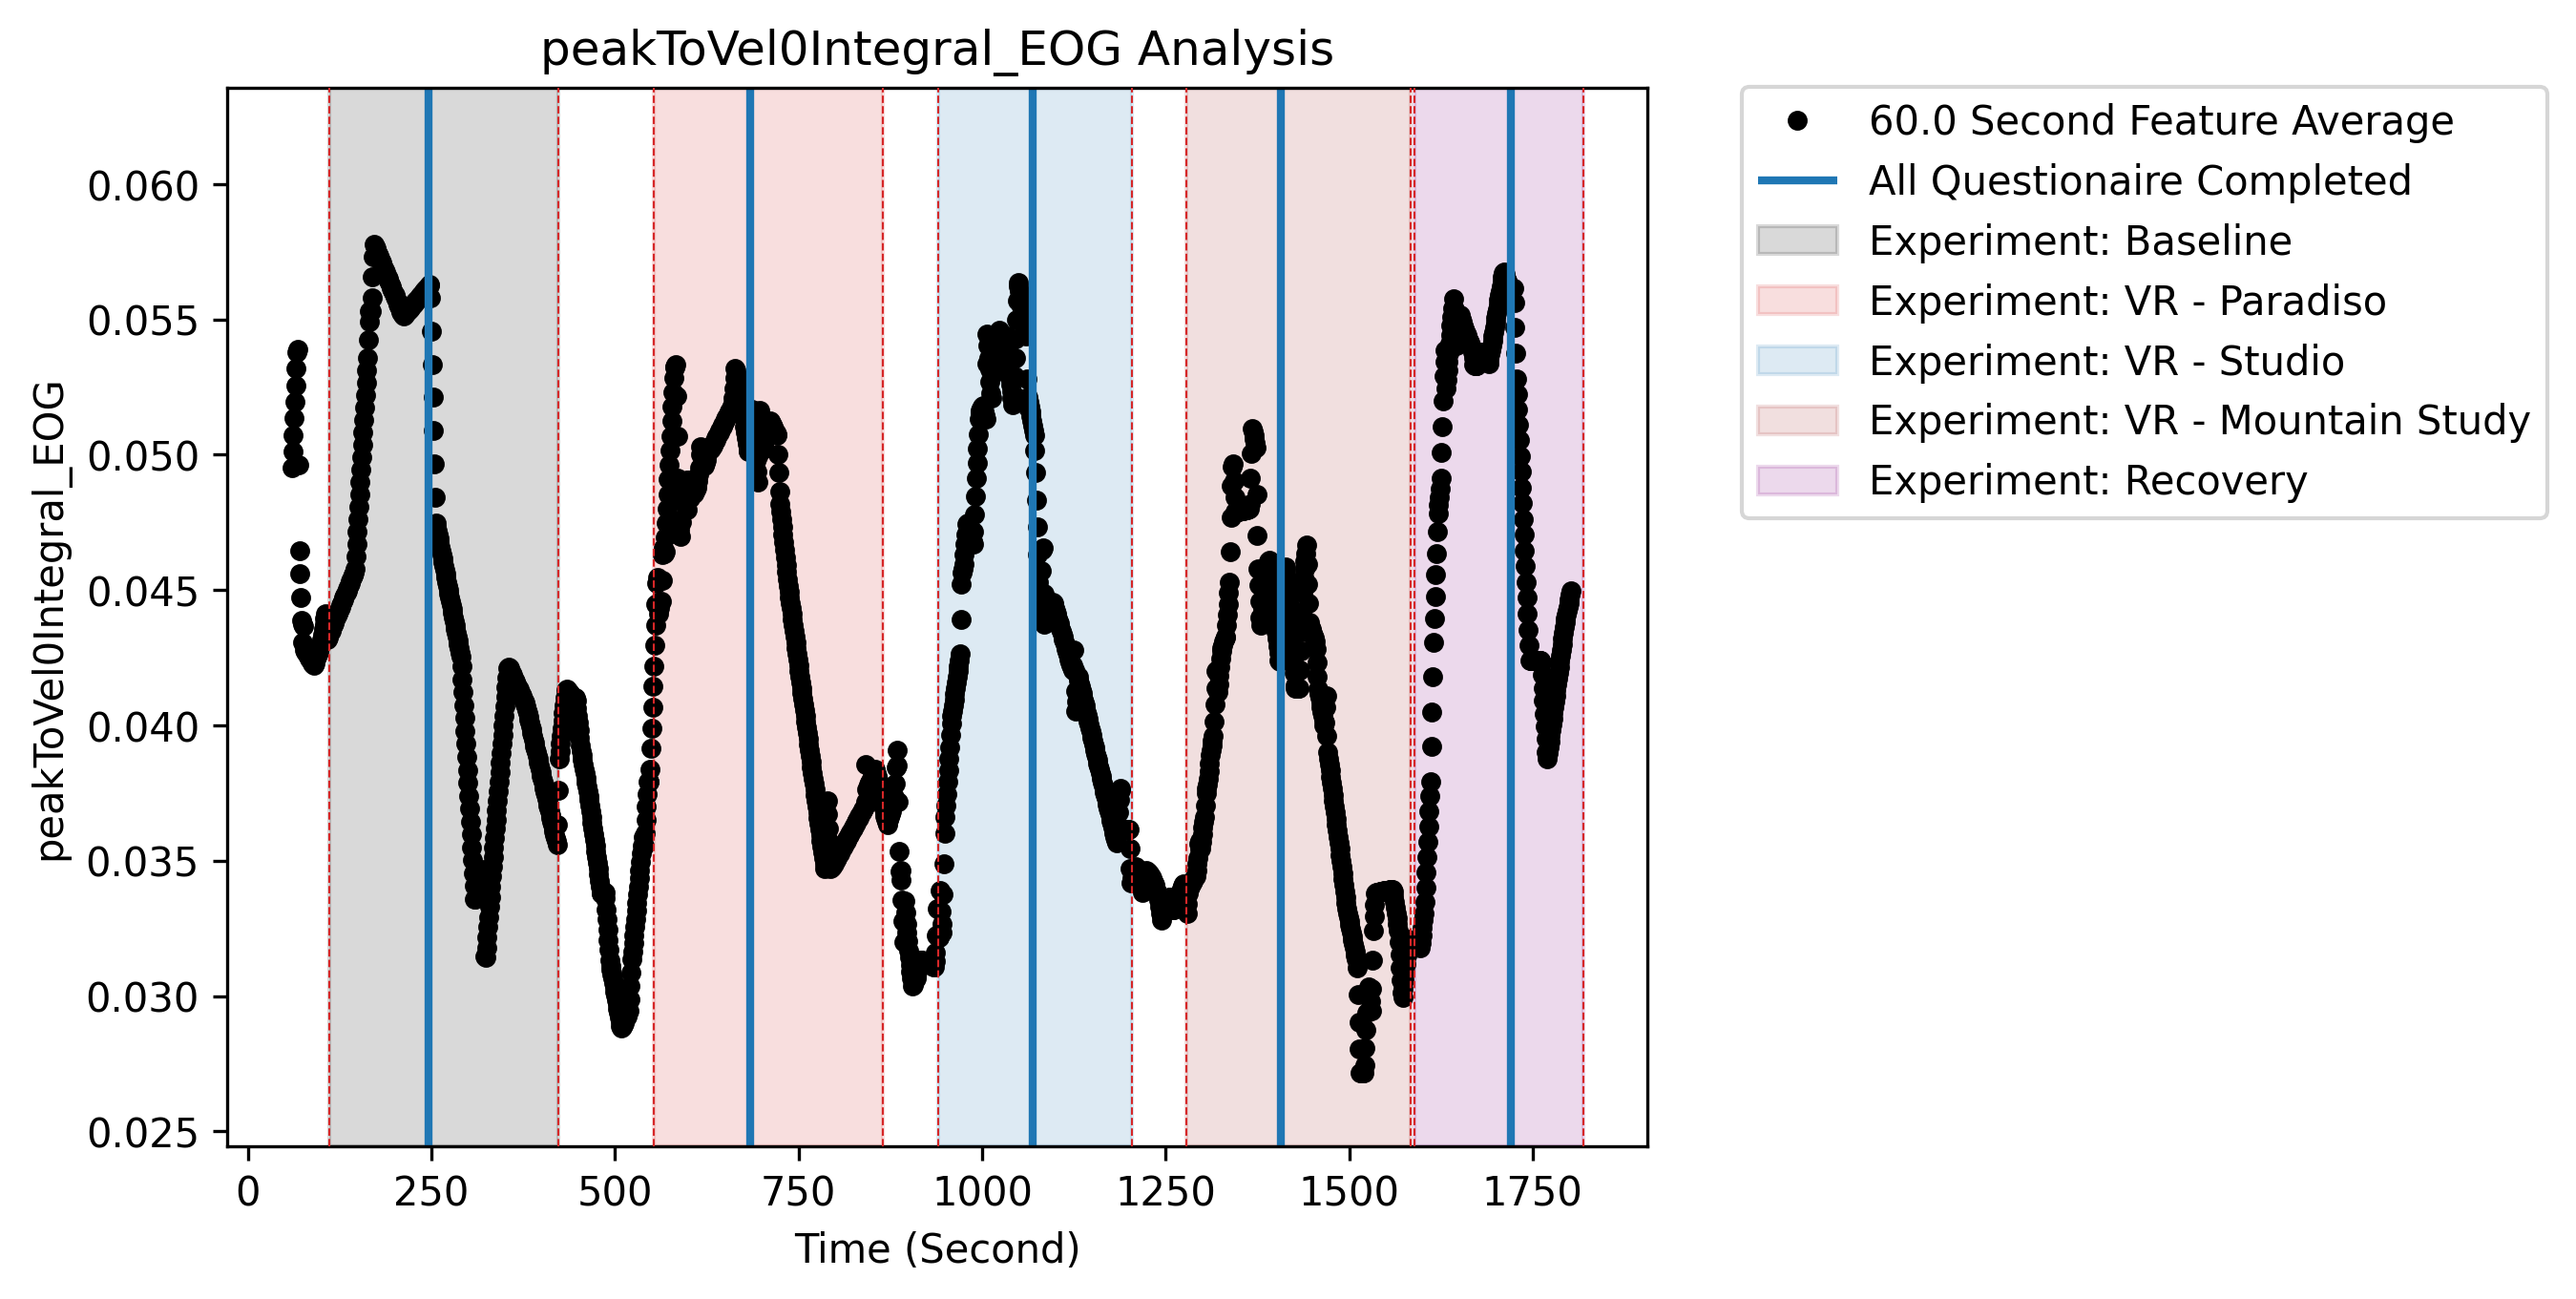 peakToVel0Integral_EOG Analysis
peakToVel0Integral_EOG
0.060
0.055
0.050
0.045
0.040
0.035
0.030
0.025
0 250 500 750 1000 1250 1500 1750
Time (Second)
60.0 Second Feature Average
All Questionaire Completed
Experiment: Baseline
Experiment: VR - Paradiso
Experiment: VR - Studio
Experiment: VR - Mountain Study
Experiment: Recovery